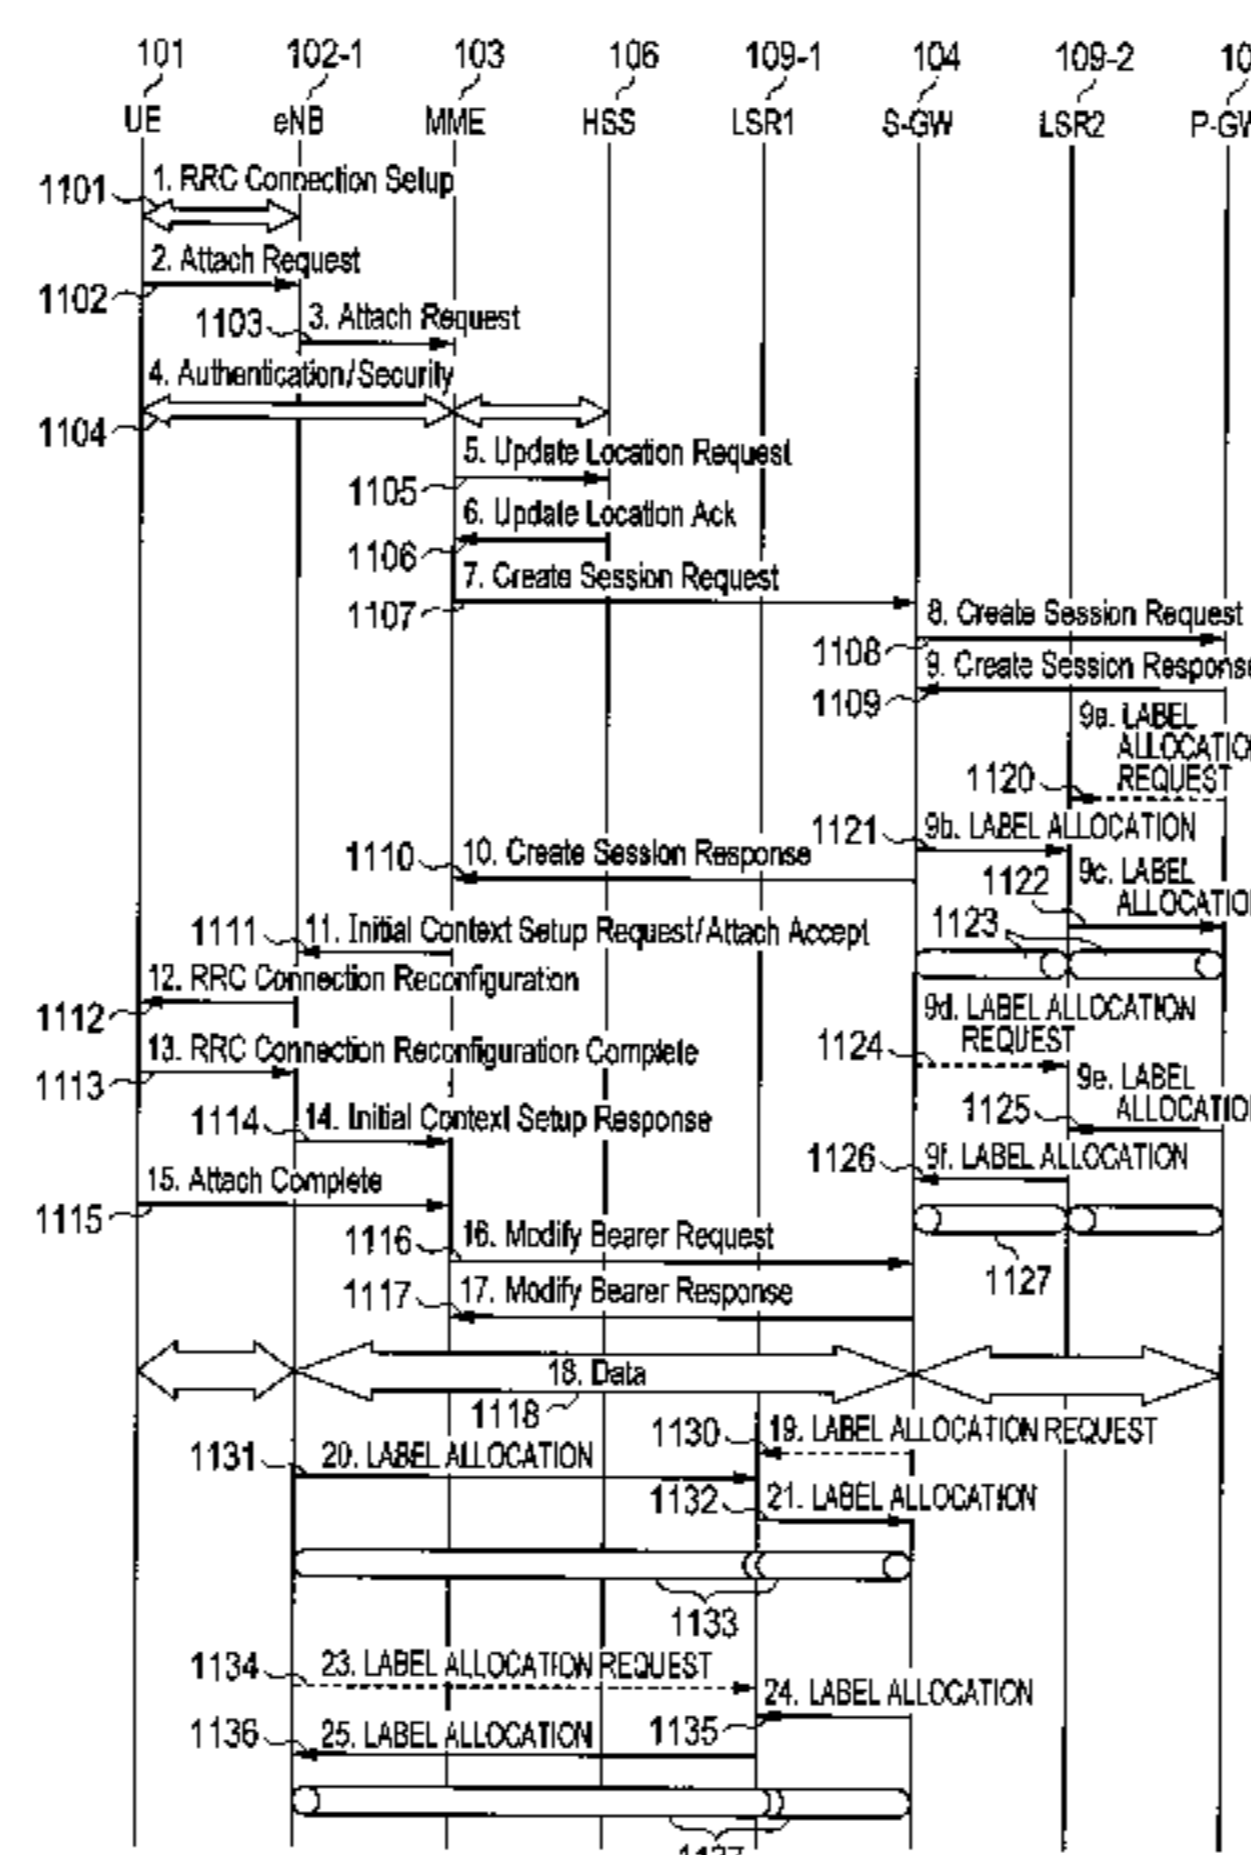 101 102-1 103 106 109-1 104 109-2
UE eNB MME HSS LSR1 S-GW LSR2
1101 1. RRC Connection Setup
2. Attach Request
1102
1103 3. Attach Request
4. Authentication/Security
1104
5. Update Location Request
1105
6. Update Location Ack
1106
7. Create Session Request
1107
8. Create Session Request
1108
9. Create Session Response
1109
9a. LABEL
ALLOCATION
1120 REQUEST
1121 9b. LABEL ALLOCATION
1110 10. Create Session Response
1122 9c. LABEL
ALLOCATION
1111 11. Initial Context Setup Request/Attach Accept
1123
12. RRC Connection Reconfiguration
1112
9d. LABEL ALLOCATION
REQUEST
1124
13. RRC Connection Reconfiguration Complete
1113
9e. LABEL
1125 ALLOCATION
1114 14. Initial Context Setup Response
1126 9f. LABEL ALLOCATION
15. Attach Complete
1115
1116 16. Modify Bearer Request
1127
1117 17. Modify Bearer Response
18. Data
1118
1130 19. LABEL ALLOCATION REQUEST
1131 20. LABEL ALLOCATION
1132 21. LABEL ALLOCATION
1133
1134 23. LABEL ALLOCATION REQUEST
24. LABEL ALLOCATION
1135
1136 25. LABEL ALLOCATION